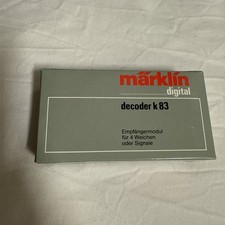 märklin
digital
decoder k 83
Empfängermodul
für 4 Weichen
oder Signale